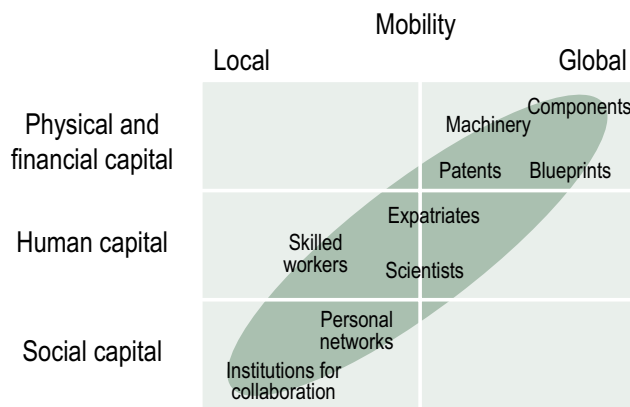 Mobility
Local Global
Physical and
financial capital
Components
Machinery
Patents Blueprints
Human capital
Expatriates
Skilled
workers
Scientists
Social capital
Personal
networks
Institutions for
collaboration